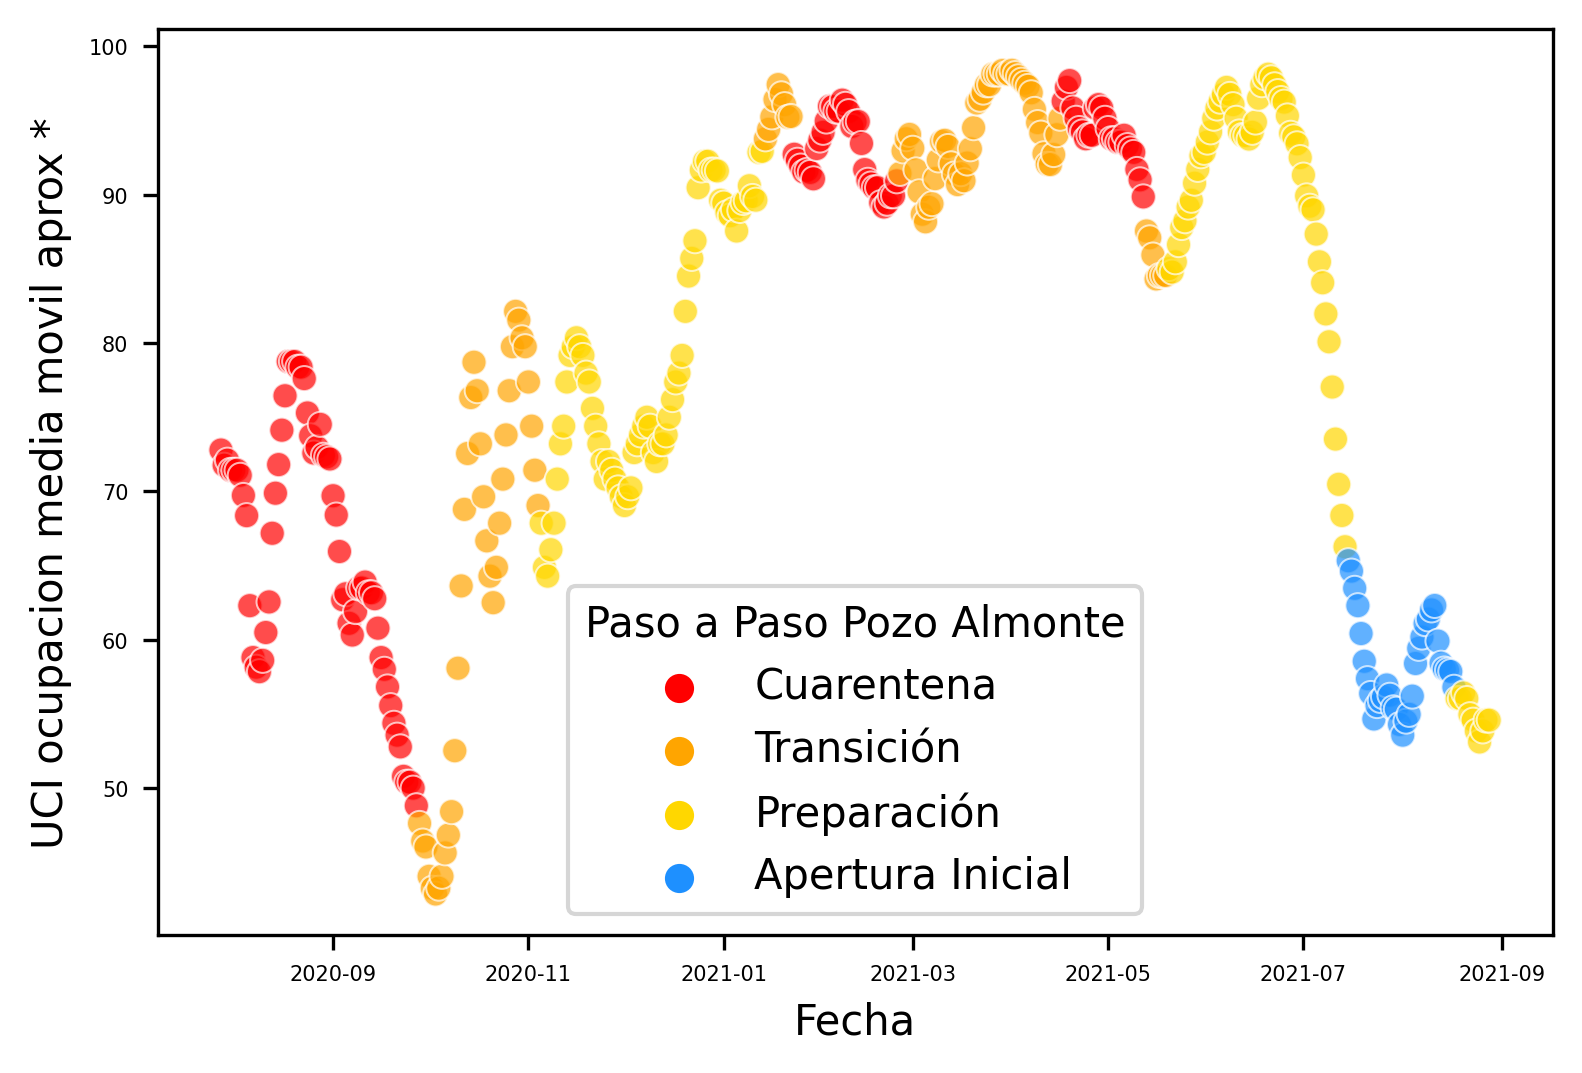 UCI ocupacion media movil aprox *
100
90
80
70
60
50
Paso a Paso Pozo Almonte
Cuarentena
Transición
Preparación
Apertura Inicial
2020-09
2020-11
2021-01
2021-03
2021-05
2021-07
2021-09
Fecha